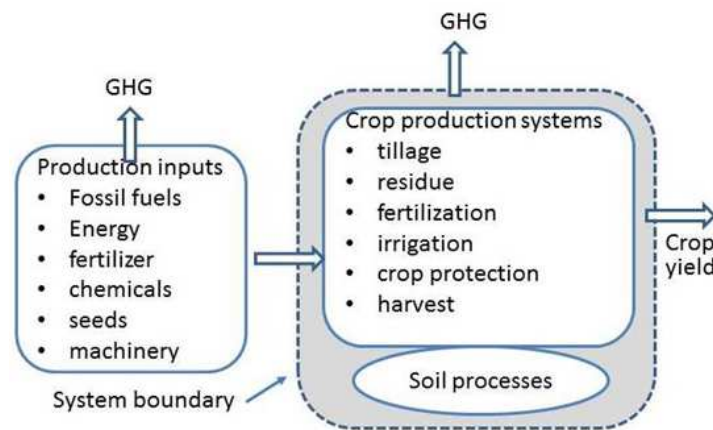 GHG
GHG
Production inputs
• Fossil fuels
• Energy
• fertilizer
• chemicals
• seeds
• machinery
System boundary
Crop production systems
• tillage
• residue
• fertilization
• irrigation
• crop protection
• harvest
Soil processes
Crop
yield